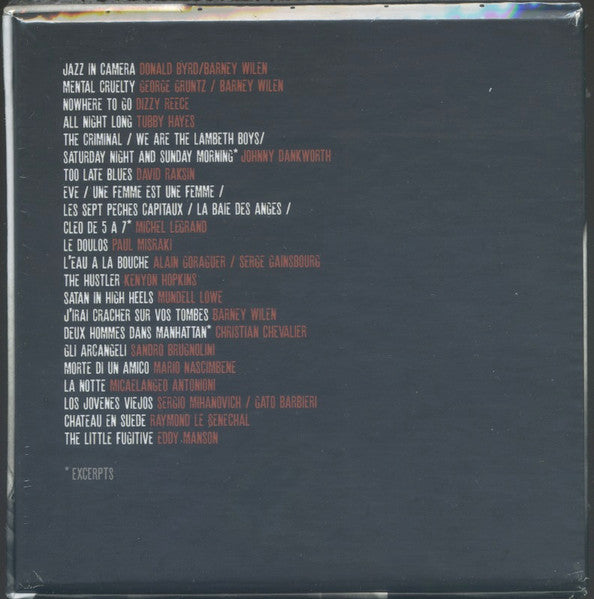 JAZZ IN CAMERA DONALD BYRD/BARNEY WILEN
MENTAL CRUELTY GEORGE GRUNTZ / BARNEY WILEN
NOWHERE TO GO DIZZY REECE
ALL NIGHT LONG TUBBY HAYES
THE CRIMINAL / WE ARE THE LAMBETH BOYS/
SATURDAY NIGHT AND SUNDAY MORNING* JOHNNY DANKWORTH
TOO LATE BLUES DAVID RAKSIN
EVE / UNE FEMME EST UNE FEMME /
LES SEPT PECHES CAPITAUX / LA BAIE DES ANGES /
CLEO DE 5 A 7* MICHEL LEGRAND
LE DOULOS PAUL MISRAKI
L'EAU A LA BOUCHE ALAIN GORAGUER / SERGE GAINSBOURG
THE HUSTLER KENYON HOPKINS
SATAN IN HIGH HEELS MUNDELL LOWE
J'IRAI CRACHER SUR VOS TOMBES BARNEY WILEN
DEUX HOMMES DANS MANHATTAN* CHRISTIAN CHEVALIER
GLI ARCANGELI SANDRO BRUGNOLINI
MORTE DI UN AMICO MARIO NASCIMBENE
LA NOTTE MICAELANGEO ANTONIONI
LOS JOVENES VIEJOS SERGIO MIHANOVICH / GATO BARBIERI
CHATEAU EN SUEDE RAYMOND LE SENECHAL
THE LITTLE FUGITIVE EDDY MANSON
* EXCERPTS